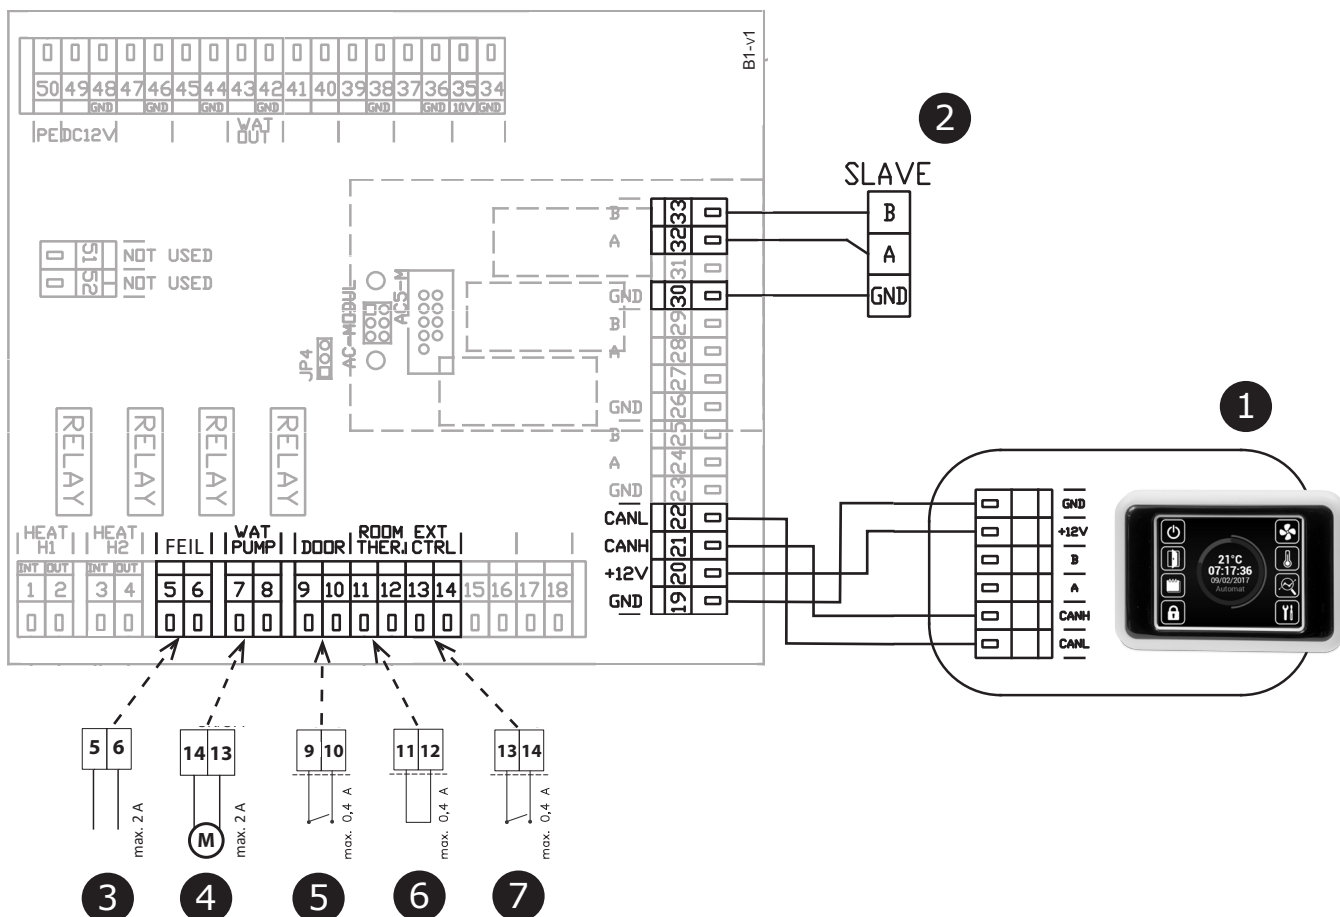 B1-v1
50 49 48 47 46 45 44 43 42 41 40 39 38 37 36 35 34
GND GND GND GND GND GND 10V GND
PE DC12V WAT
OUT
2
SLAVE
B
A
GND
B 33
A 32
31
GND 30
B 29
A 28
27
GND 26
B 25
A 24
GND 23
CANL 22
CANH 21
+12V 20
GND 19
51 NOT USED
52 NOT USED
AC-MODUL
AC5-M
JP4
RELAY RELAY RELAY RELAY
1
GND
+12V
B
A
CANH
CANL
21°C
07:17:36
09/02/2017
Automat
HEAT HEAT WAT ROOM EXT
H1 H2 FEIL PUMP DOOR THER. CTRL
INT OUT INT OUT
1 2 3 4 5 6 7 8 9 10 11 12 13 14 15 16 17 18
5 6 14 13 9 10 11 12 13 14
M
max. 2 A
max. 2 A
max. 0,4 A
max. 0,4 A
max. 0,4 A
3 4 5 6 7